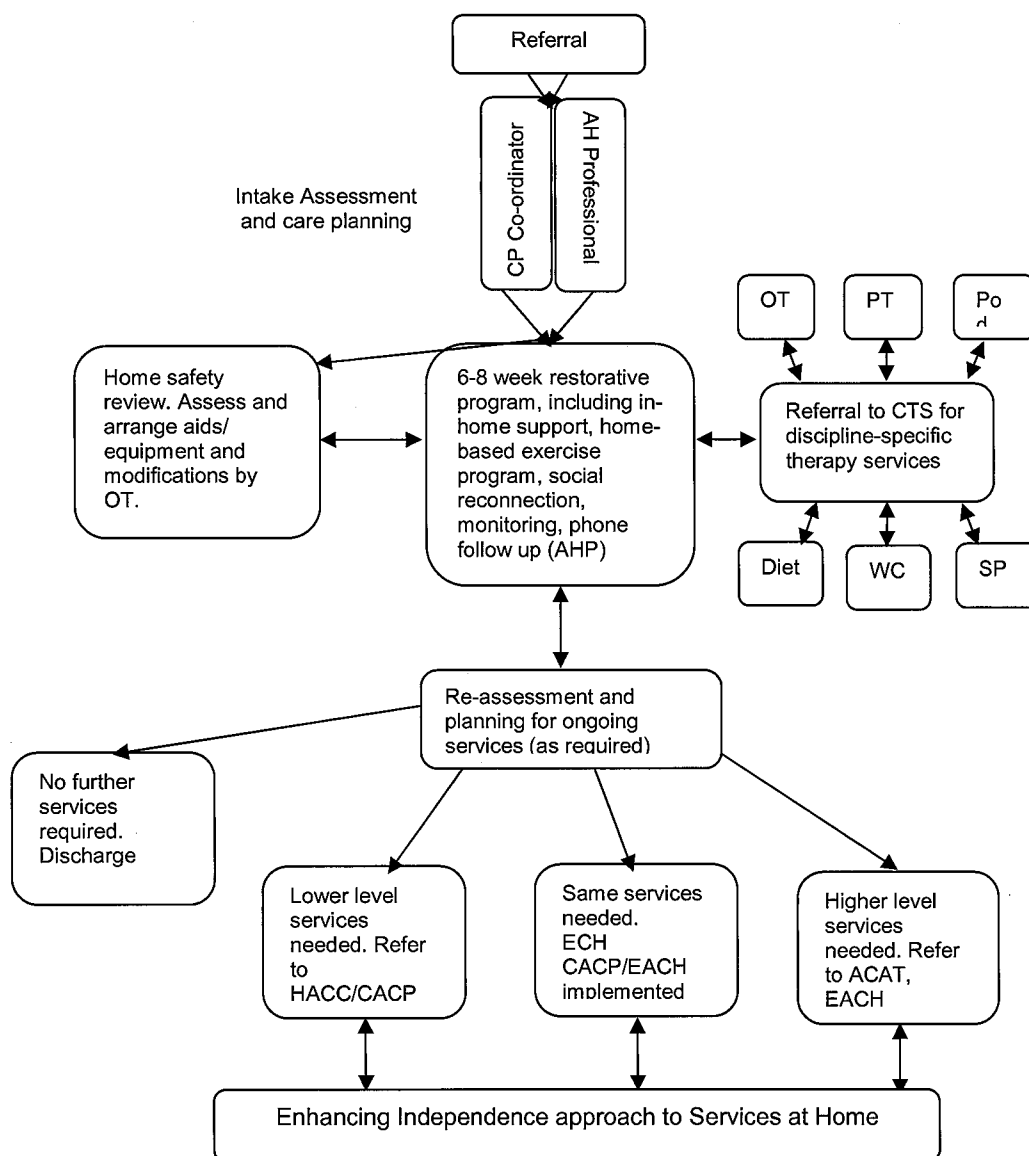 Referral
CP Co-ordinator
AH Professional
Intake Assessment
and care planning
OT
PT
Po
d
Home safety
review. Assess and
arrange aids/
equipment and
modifications by
OT.
6-8 week restorative
program, including in-
home support, home-
based exercise
program, social
reconnection,
monitoring, phone
follow up (AHP)
Referral to CTS for
discipline-specific
therapy services
Diet
WC
SP
Re-assessment and
planning for ongoing
services (as required)
No further
services
required.
Discharge
Lower level
services
needed. Refer
to
HACC/CACP
Same services
needed.
ECH
CACP/EACH
implemented
Higher level
services
needed. Refer
to ACAT,
EACH
Enhancing Independence approach to Services at Home